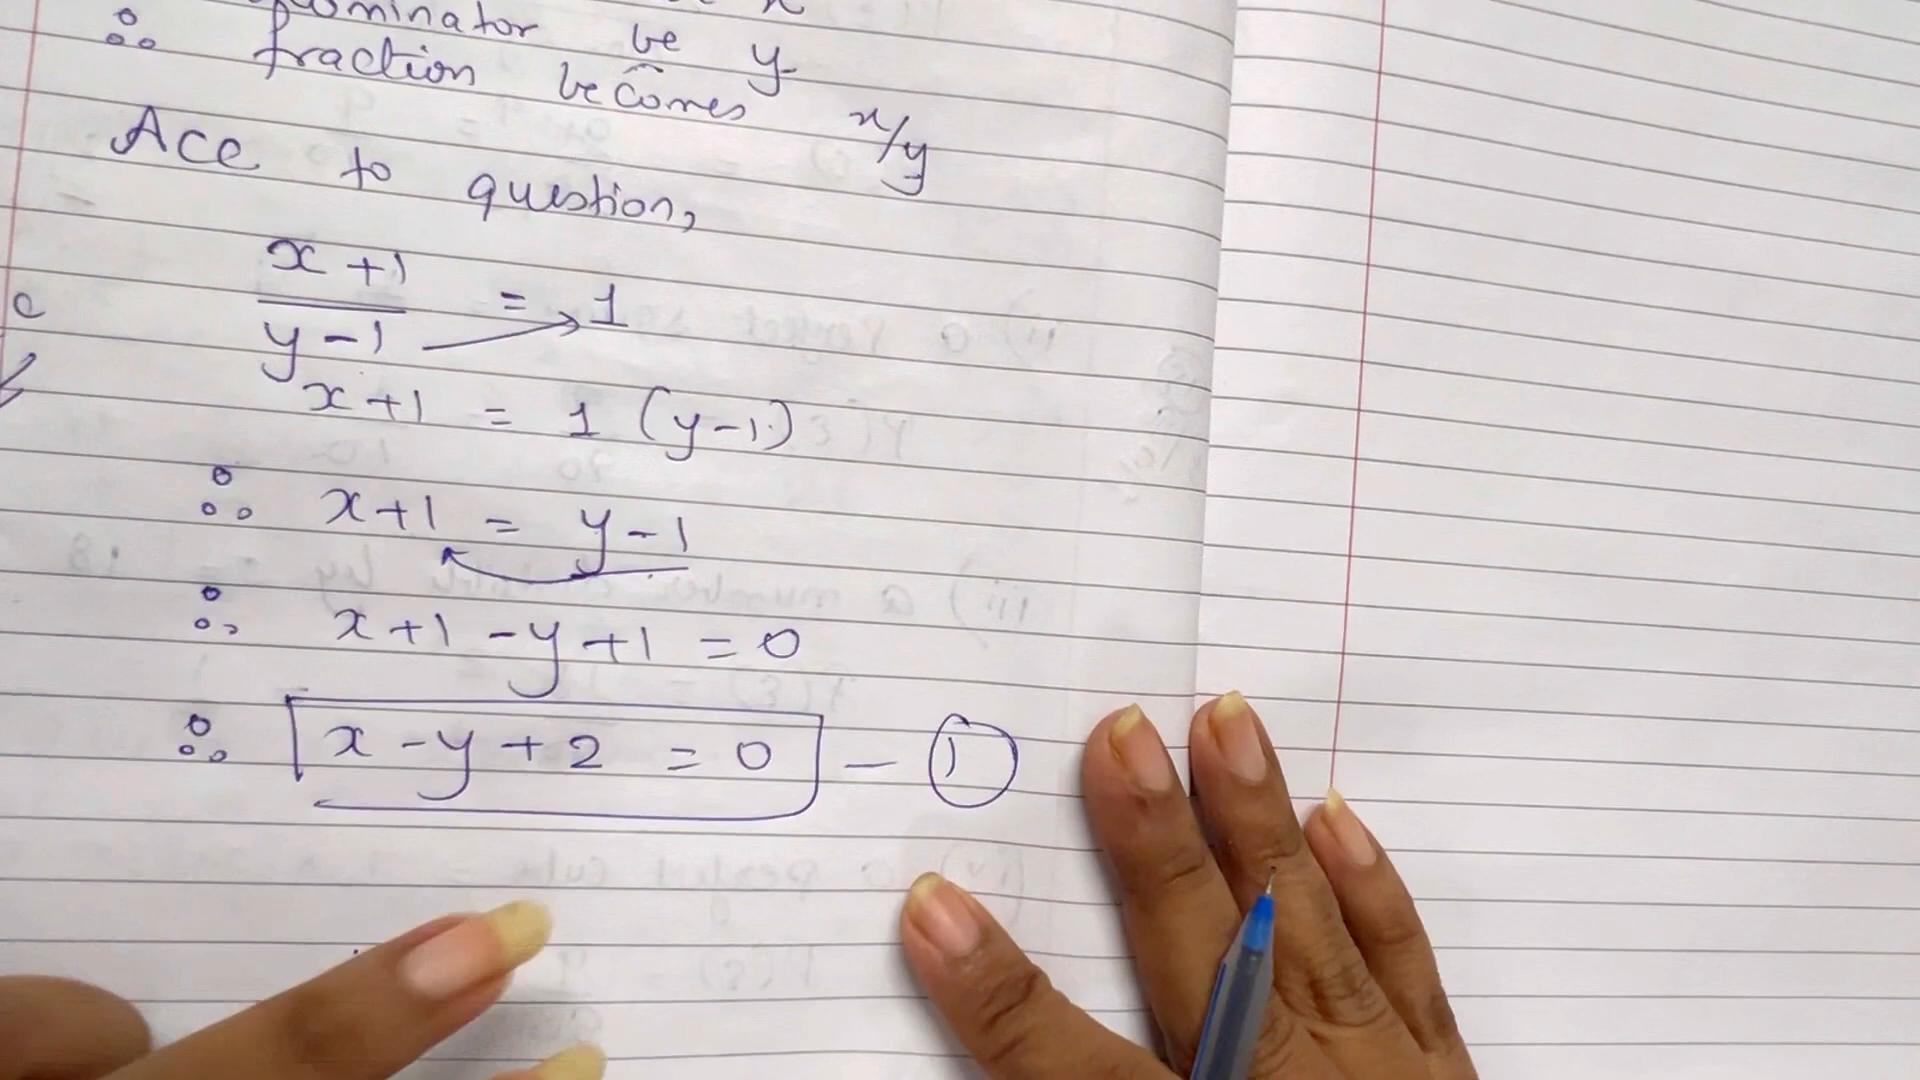 x
be y
∴ fraction becomes x/y
Acc to question,
x+1 / y-1 = 1
x+1 = 1 (y-1)
∴ x+1 = y-1
∴ x+1 -y+1 = 0
∴ x-y+2 = 0 - 1